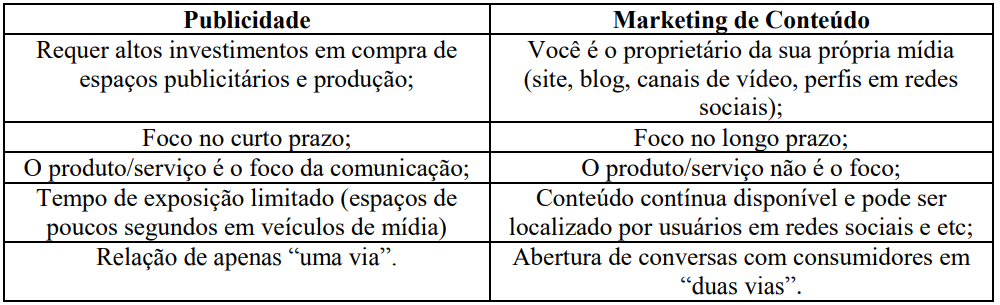 Publicidade
Marketing de Conteúdo
Requer altos investimentos em compra de
espaços publicitários e produção;
Você é o proprietário da sua própria mídia
(site, blog, canais de vídeo, perfis em redes
sociais);
Foco no curto prazo;
Foco no longo prazo;
O produto/serviço é o foco da comunicação;
O produto/serviço não é o foco;
Tempo de exposição limitado (espaços de
poucos segundos em veículos de mídia)
Conteúdo contínua disponível e pode ser
localizado por usuários em redes sociais e etc;
Relação de apenas “uma via”.
Abertura de conversas com consumidores em
“duas vias”.